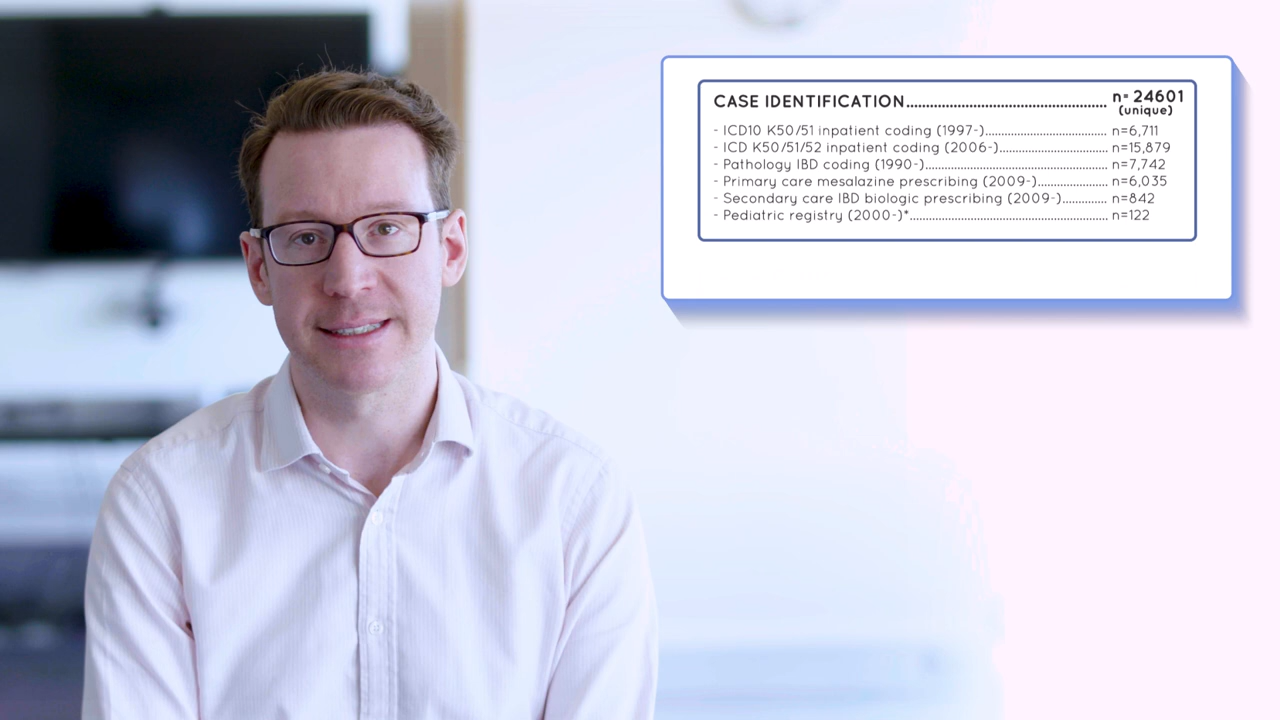 CASE IDENTIFICATION........................................................ n= 24601
(unique)
- ICD10 K50/51 inpatient coding (1997-)..................................... n=6,711
- ICD K50/51/52 inpatient coding (2006-)................................. n=15,879
- Pathology IBD coding (1990-)........................................................ n=7,742
- Primary care mesalazine prescribing (2009-)..................... n=6,035
- Secondary care IBD biologic prescribing (2009-)............. n=842
- Pediatric registry (2000-)*............................................................ n=122